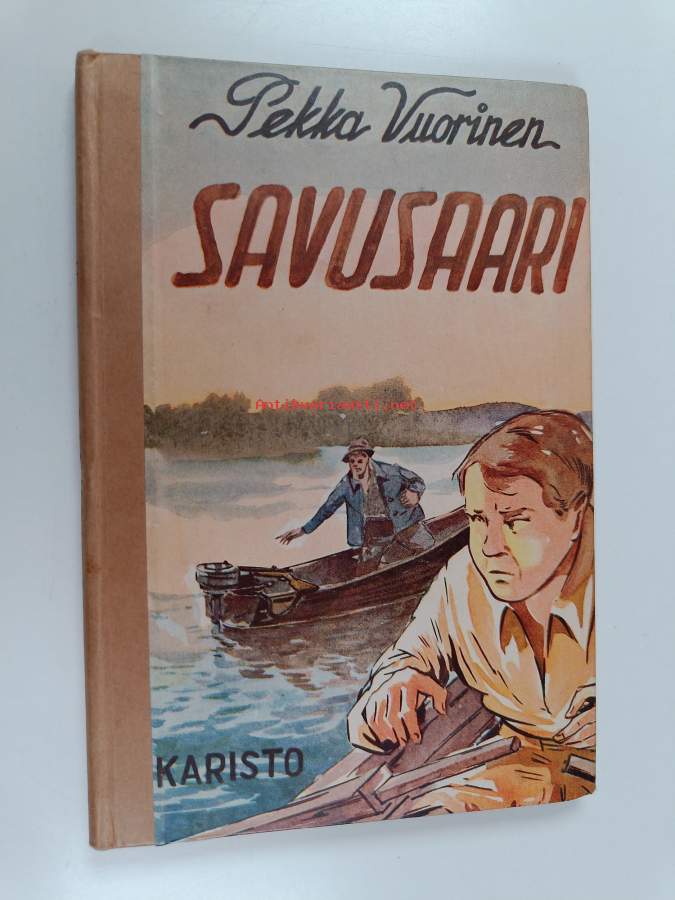 Pekka Vuorinen
SAVUSAARI
Antikvariaatti.net
KARISTO